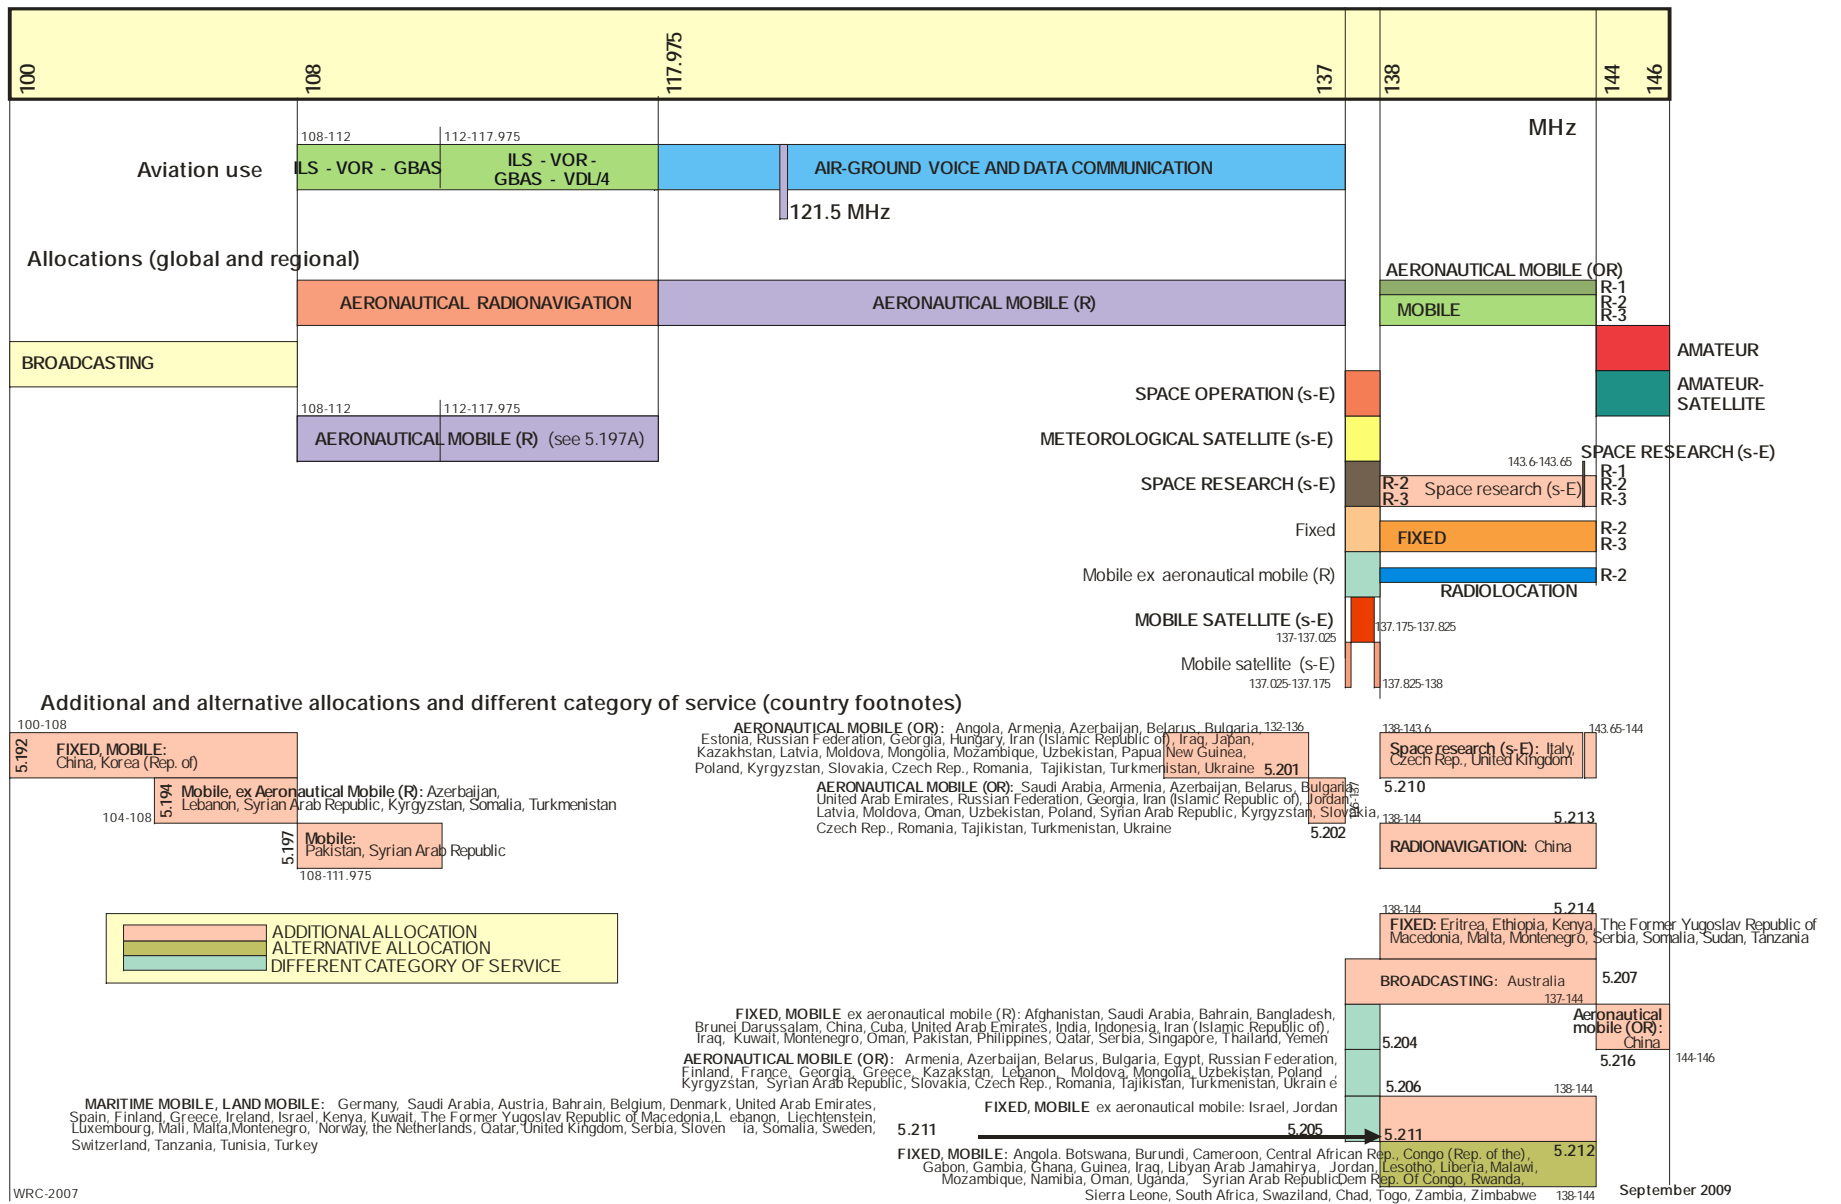 100
108
117.975
137
138
144
146
MHz
Aviation use
108-112
112-117.975
ILS - VOR - GBAS
ILS - VOR -
GBAS - VDL/4
AIR-GROUND VOICE AND DATA COMMUNICATION
121.5 MHz
Allocations (global and regional)
AERONAUTICAL RADIONAVIGATION
AERONAUTICAL MOBILE (R)
AERONAUTICAL MOBILE (OR)
R-1
MOBILE
R-2
R-3
BROADCASTING
AMATEUR
AMATEUR-
SATELLITE
108-112
112-117.975
AERONAUTICAL MOBILE (R) (see 5.197A)
SPACE OPERATION (s-E)
METEOROLOGICAL SATELLITE (s-E)
SPACE RESEARCH (s-E)
143.6-143.65
SPACE RESEARCH (s-E)
R-2
R-3
Space research (s-E)
R-1
R-2
R-3
Fixed
FIXED
R-2
R-3
Mobile ex aeronautical mobile (R)
R-2
RADIOLOCATION
MOBILE SATELLITE (s-E)
137-137.025
137.175-137.825
Mobile satellite (s-E)
137.025-137.175
137.825-138
Additional and alternative allocations and different category of service (country footnotes)
100-108
5.192
FIXED, MOBILE:
China, Korea (Rep. of)
5.194
Mobile, ex Aeronautical Mobile (R): Azerbaijan,
Lebanon, Syrian Arab Republic, Kyrgyzstan, Somalia, Turkmenistan
104-108
5.197
Mobile:
Pakistan, Syrian Arab Republic
108-111.975
AERONAUTICAL MOBILE (OR): Angola, Armenia, Azerbaijan, Belarus, Bulgaria,
Estonia, Russian Federation, Georgia, Hungary, Iran (Islamic Republic of), Iraq, Japan,
Kazakhstan, Latvia, Moldova, Mongolia, Mozambique, Uzbekistan, Papua New Guinea,
Poland, Kyrgyzstan, Slovakia, Czech Rep., Romania, Tajikistan, Turkmenistan, Ukraine
132-136
5.201
AERONAUTICAL MOBILE (OR): Saudi Arabia, Armenia, Azerbaijan, Belarus, Bulgaria,
United Arab Emirates, Russian Federation, Georgia, Iran (Islamic Republic of), Jordan,
Latvia, Moldova, Oman, Uzbekistan, Poland, Syrian Arab Republic, Kyrgyzstan, Slovakia,
Czech Rep., Romania, Tajikistan, Turkmenistan, Ukraine
136-137
5.202
138-143.6
143.65-144
Space research (s-E): Italy,
Czech Rep., United Kingdom
5.210
138-144
5.213
RADIONAVIGATION: China
138-144
5.214
FIXED: Eritrea, Ethiopia, Kenya, The Former Yugoslav Republic of
Macedonia, Malta, Montenegro, Serbia, Somalia, Sudan, Tanzania
ADDITIONAL ALLOCATION
ALTERNATIVE ALLOCATION
DIFFERENT CATEGORY OF SERVICE
BROADCASTING: Australia
5.207
137-144
FIXED, MOBILE ex aeronautical mobile (R): Afghanistan, Saudi Arabia, Bahrain, Bangladesh,
Brunei Darussalam, China, Cuba, United Arab Emirates, India, Indonesia, Iran (Islamic Republic of),
Iraq, Kuwait, Montenegro, Oman, Pakistan, Philippines, Qatar, Serbia, Singapore, Thailand, Yemen
5.204
Aeronautical
mobile (OR):
China
5.216
144-146
AERONAUTICAL MOBILE (OR): Armenia, Azerbaijan, Belarus, Bulgaria, Egypt, Russian Federation,
Finland, France, Georgia, Greece, Kazakstan, Lebanon, Moldova, Mongolia, Uzbekistan, Poland ,
Kyrgyzstan, Syrian Arab Republic, Slovakia, Czech Rep., Romania, Tajikistan, Turkmenistan, Ukrain e
5.206
138-144
MARITIME MOBILE, LAND MOBILE: Germany, Saudi Arabia, Austria, Bahrain, Belgium, Denmark, United Arab Emirates,
Spain, Finland, Greece, Ireland, Israel, Kenya, Kuwait, The Former Yugoslav Republic of Macedonia,L ebanon, Liechtenstein,
Luxembourg, Mali, Malta,Montenegro, Norway, the Netherlands, Qatar, United Kingdom, Serbia, Sloven ia, Somalia, Sweden,
Switzerland, Tanzania, Tunisia, Turkey
5.211
FIXED, MOBILE ex aeronautical mobile: Israel, Jordan
5.205
5.211
5.212
FIXED, MOBILE: Angola. Botswana, Burundi, Cameroon, Central African Rep., Congo (Rep. of the),
Gabon, Gambia, Ghana, Guinea, Iraq, Libyan Arab Jamahirya, Jordan, Lesotho, Liberia, Malawi,
Mozambique, Namibia, Oman, Uganda, Syrian Arab Republic,Dem Rep. Of Congo, Rwanda,
Sierra Leone, South Africa, Swaziland, Chad, Togo, Zambia, Zimbabwe
138-144
WRC-2007
September 2009